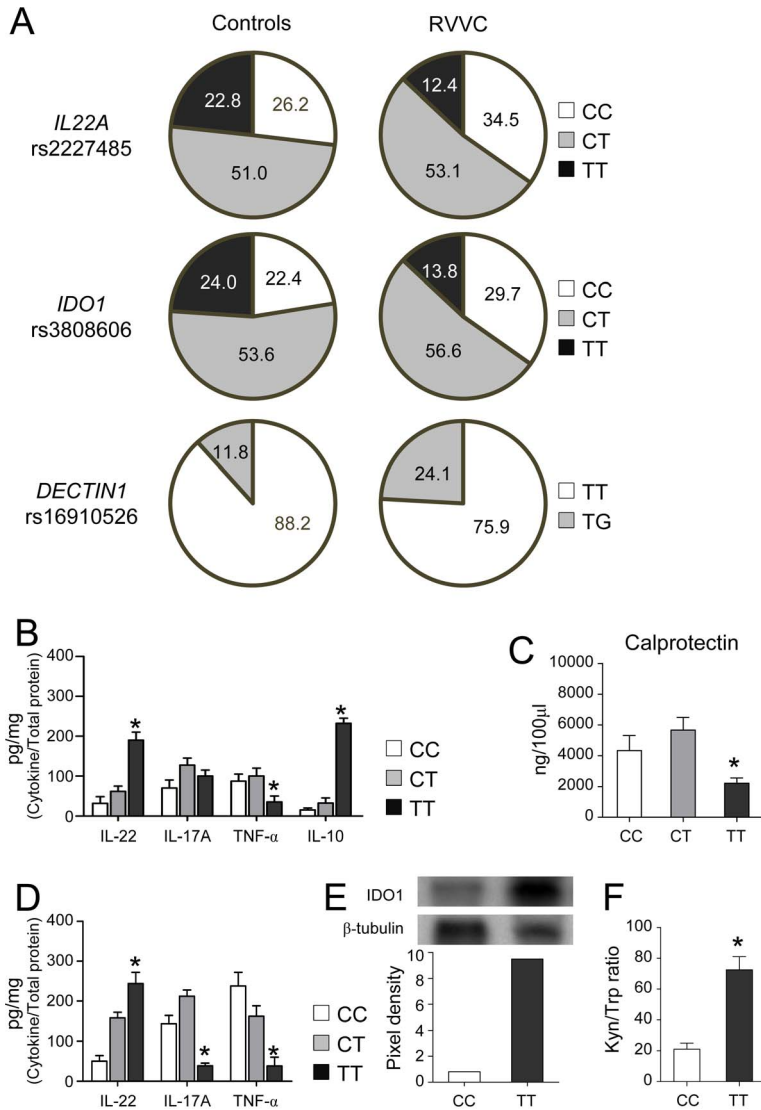 A
Controls
RVVC
IL22A
rs2227485
22.8
26.2
51.0
12.4
34.5
53.1
CC
CT
TT
IDO1
rs3808606
24.0
22.4
53.6
13.8
29.7
56.6
CC
CT
TT
DECTIN1
rs16910526
11.8
88.2
24.1
75.9
TT
TG
B
pg/mg
(Cytokine/Total protein)
400
300
200
100
0
*
*
*
IL-22 IL-17A TNF-α IL-10
CC
CT
TT
C
Calprotectin
ng/100µl
10000
8000
6000
4000
2000
0
*
CC CT TT
D
pg/mg
(Cytokine/Total protein)
400
300
200
100
0
*
*
*
IL-22 IL-17A TNF-α
CC
CT
TT
E
IDO1
β-tubulin
Pixel density
10
8
6
4
2
0
CC TT
F
Kyn/Trp ratio
100
80
60
40
20
0
*
CC TT